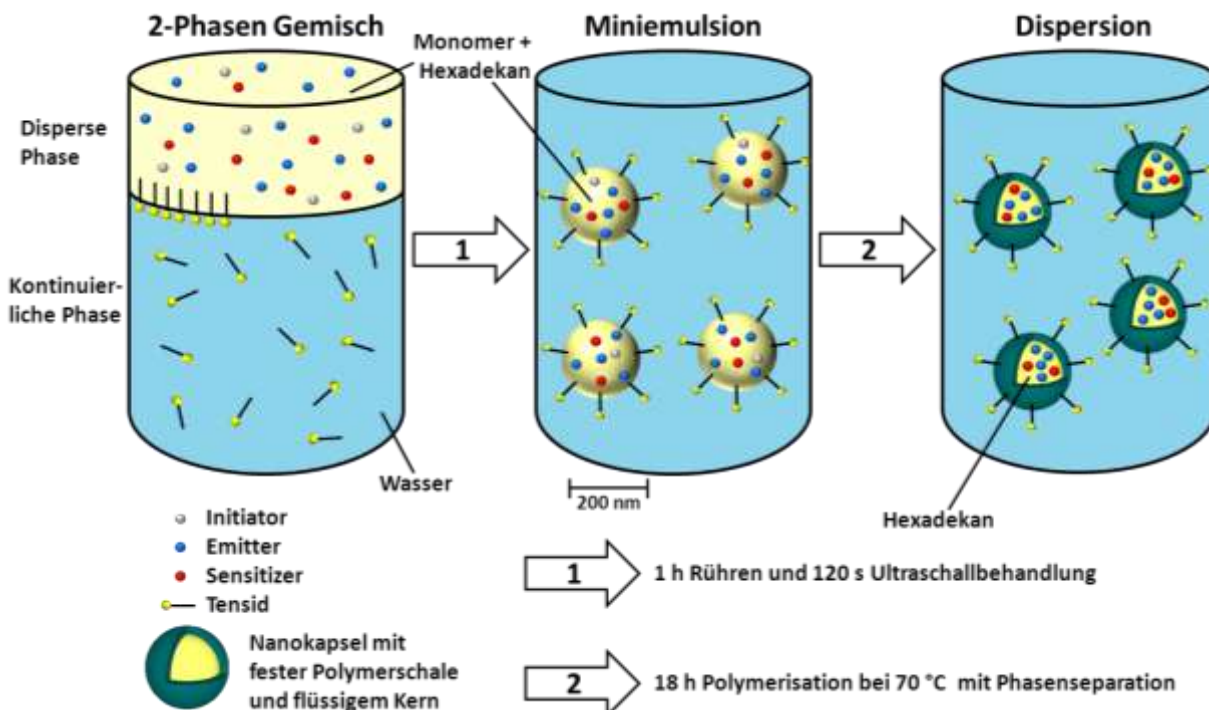 2-Phasen Gemisch
Monomer +
Hexadekan
Miniemulsion
Dispersion
Disperse
Phase
1
2
Kontinuier-
liche Phase
Wasser
200 nm
Hexadekan
Initiator
Emitter
Sensitizer
Tensid
1
1 h Rühren und 120 s Ultraschallbehandlung
Nanokapsel mit
fester Polymerschale
und flüssigem Kern
2
18 h Polymerisation bei 70 °C mit Phasenseparation